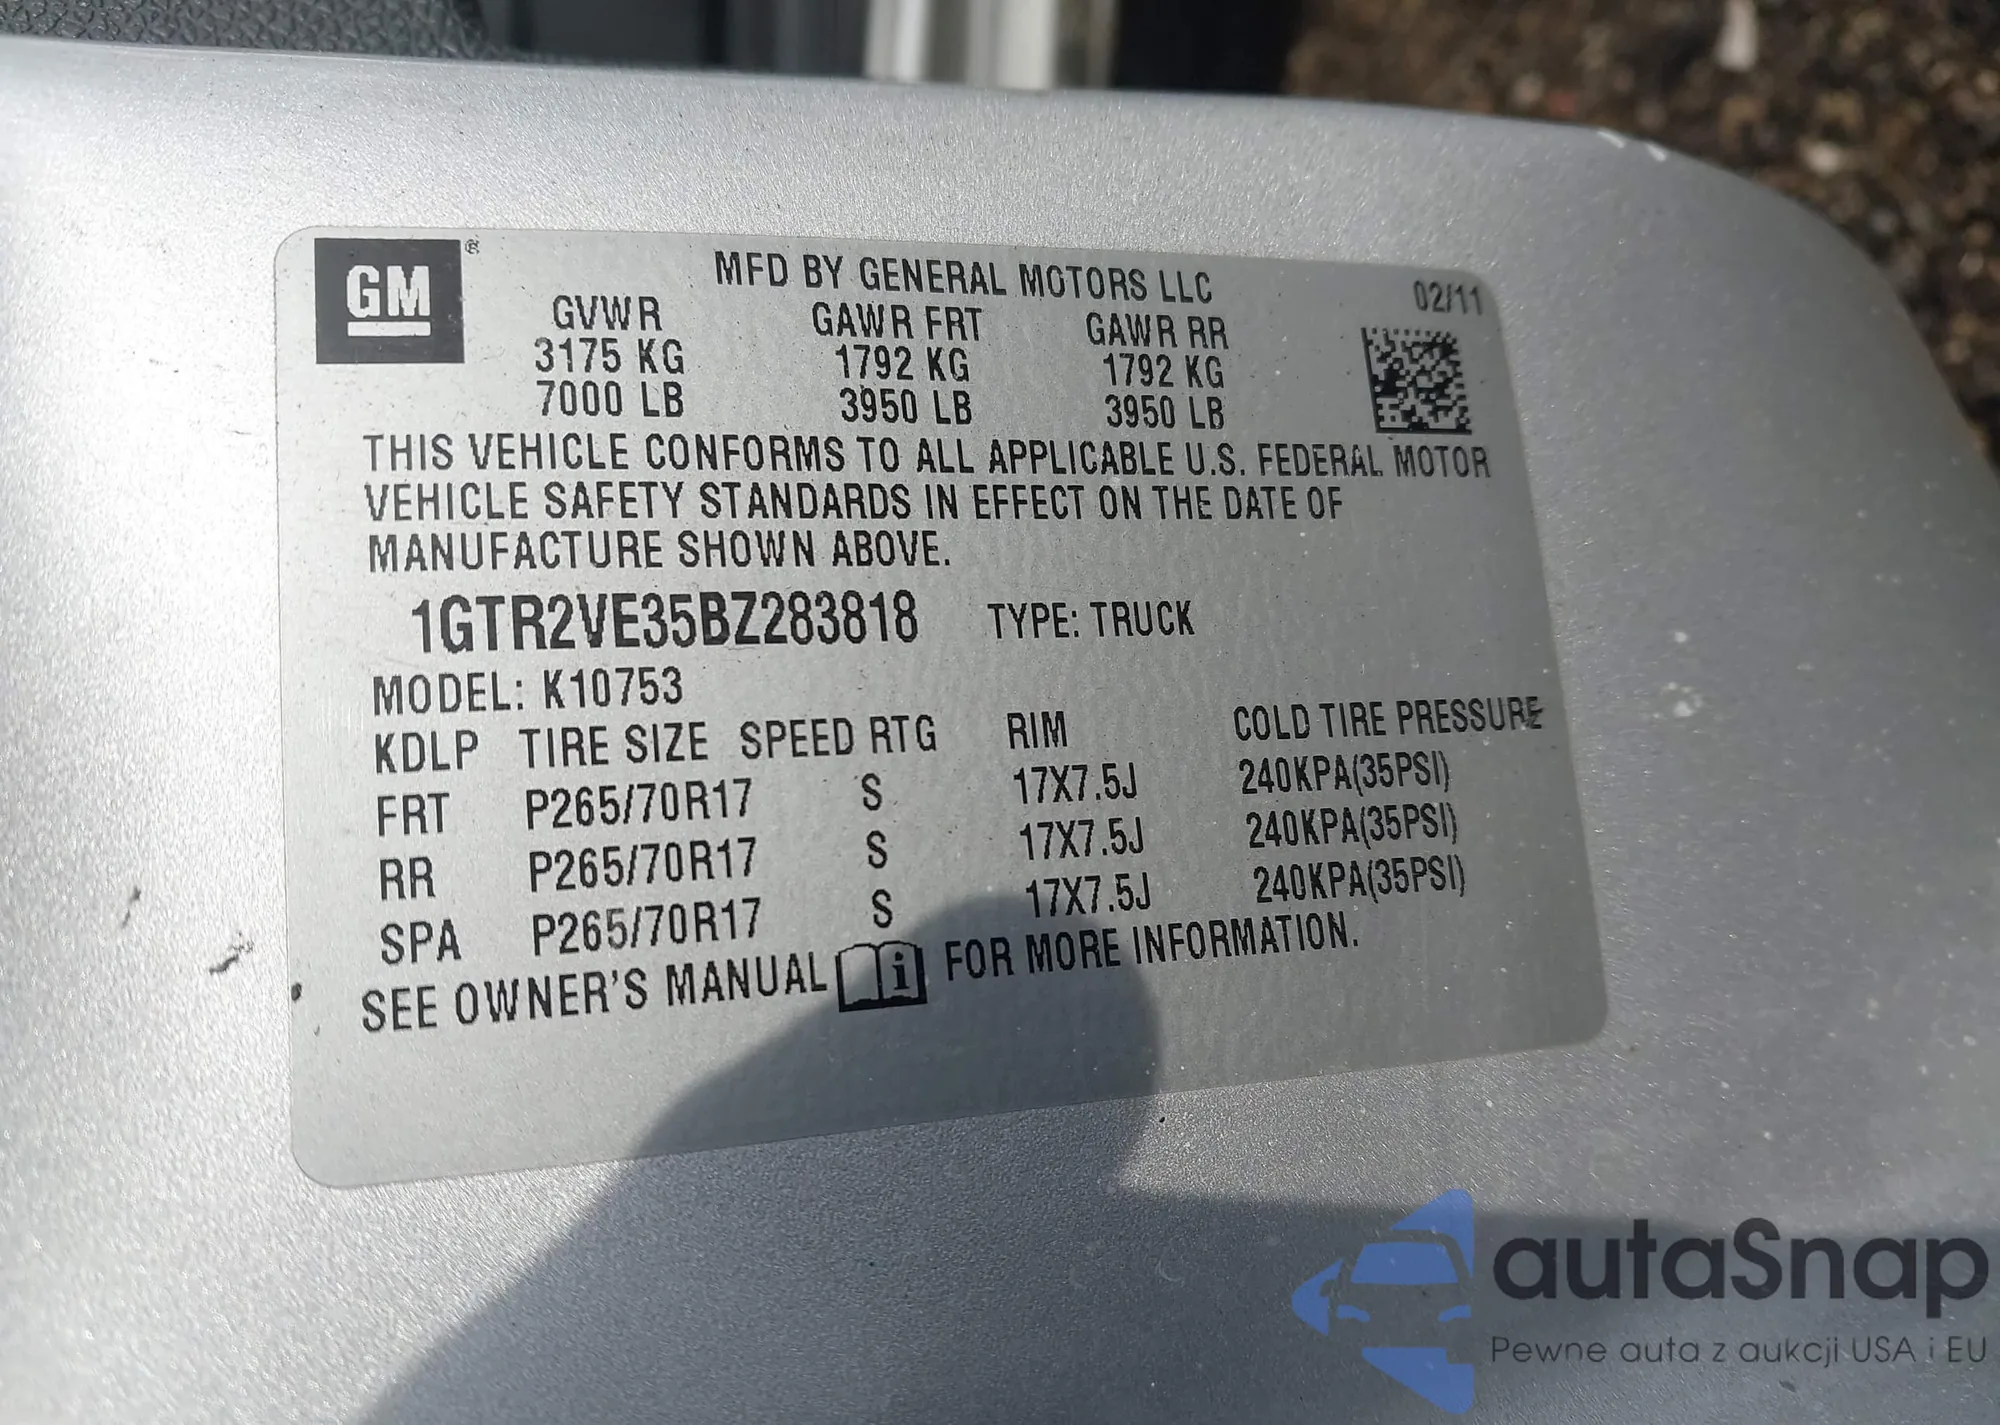 GM ®
MFD BY GENERAL MOTORS LLC 02/11
GVWR GAWR FRT GAWR RR
3175 KG 1792 KG 1792 KG
7000 LB 3950 LB 3950 LB
THIS VEHICLE CONFORMS TO ALL APPLICABLE U.S. FEDERAL MOTOR
VEHICLE SAFETY STANDARDS IN EFFECT ON THE DATE OF
MANUFACTURE SHOWN ABOVE.
1GTR2VE35BZ283818 TYPE: TRUCK
MODEL: K10753
KDLP TIRE SIZE SPEED RTG RIM COLD TIRE PRESSURE
FRT P265/70R17 S 17X7.5J 240KPA(35PSI)
RR P265/70R17 S 17X7.5J 240KPA(35PSI)
SPA P265/70R17 S 17X7.5J 240KPA(35PSI)
SEE OWNER'S MANUAL i FOR MORE INFORMATION.
autaSnap
Pewne auta z aukcji USA i EU